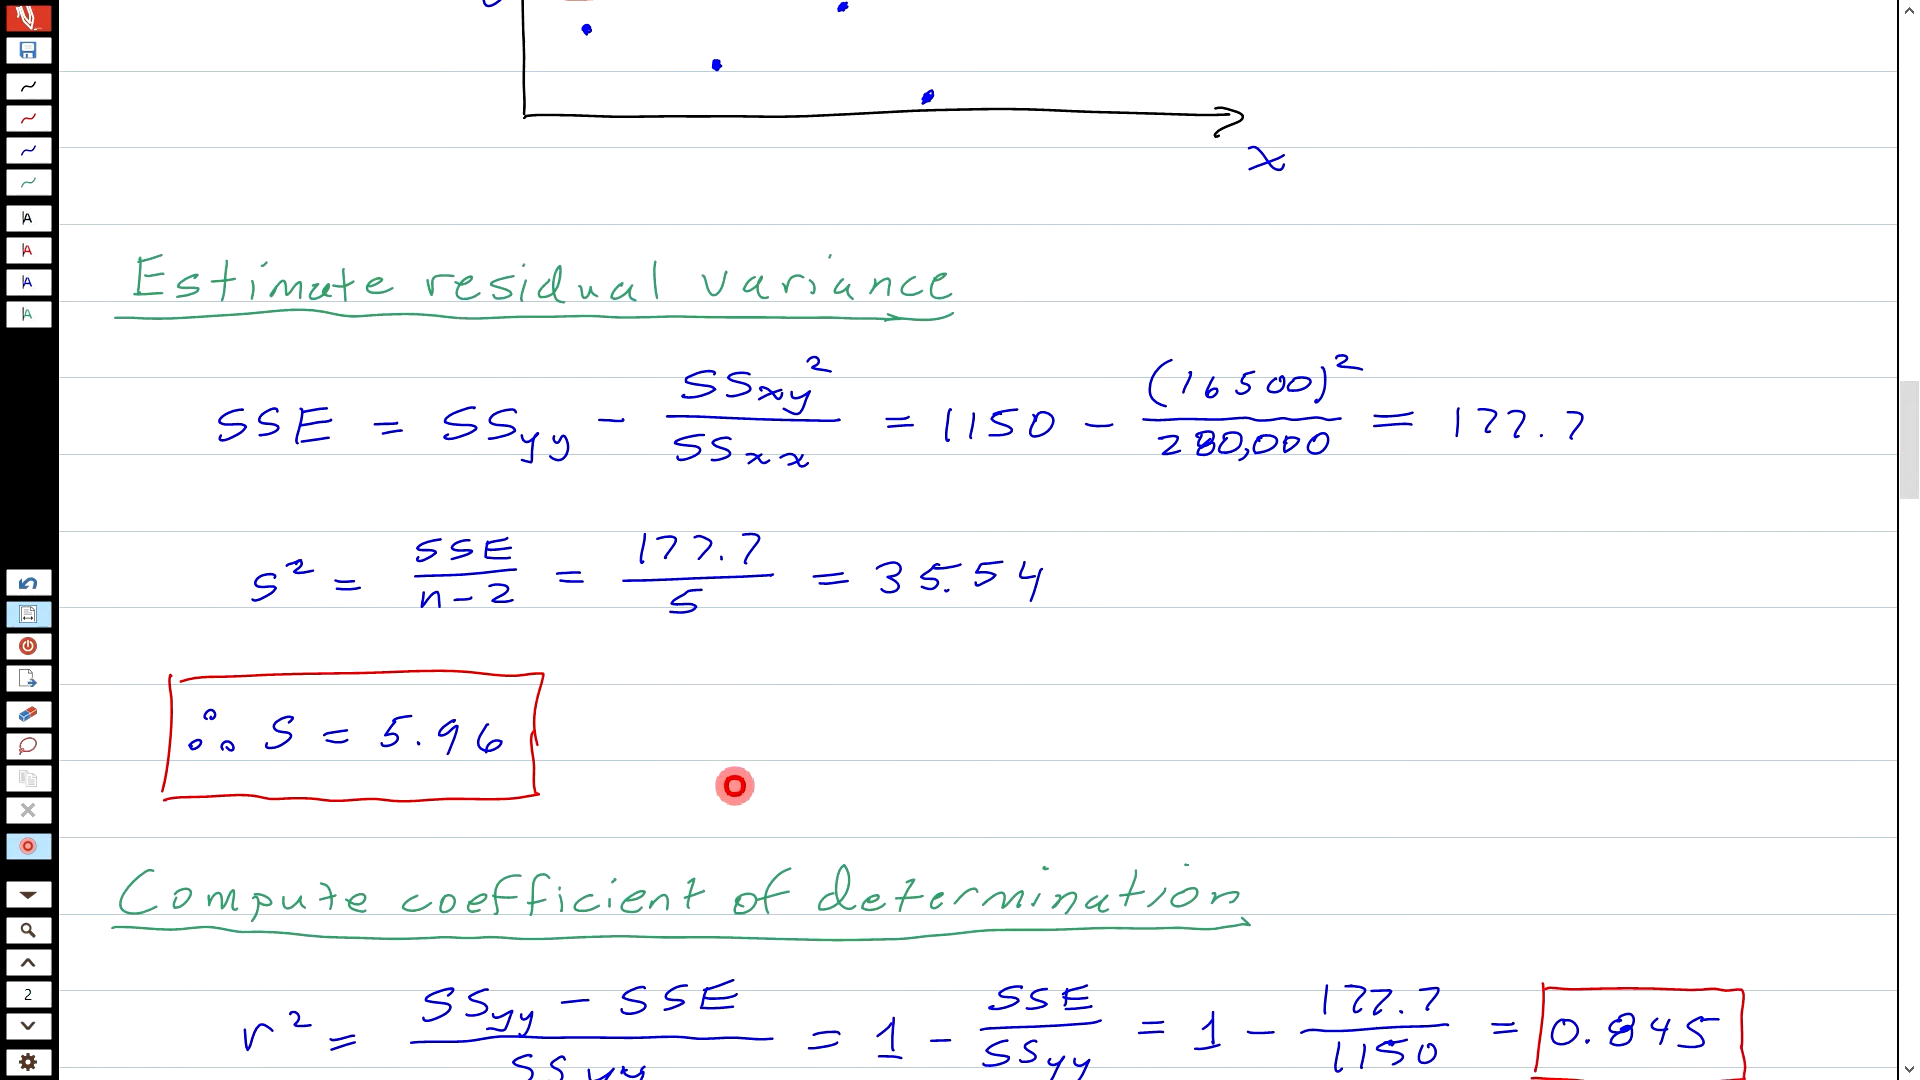 x
Estimate residual variance
SSE = SSyy - SSxy² / SSxx = 1150 - (16500)² / 280,000 = 177.7
s² = SSE / n-2 = 177.7 / 5 = 35.54
∴ S = 5.96
Compute coefficient of determination
r² = SSyy - SSE / SSyy = 1 - SSE / SSyy = 1 - 177.7 / 1150 = 0.845
A
A
A
A
2